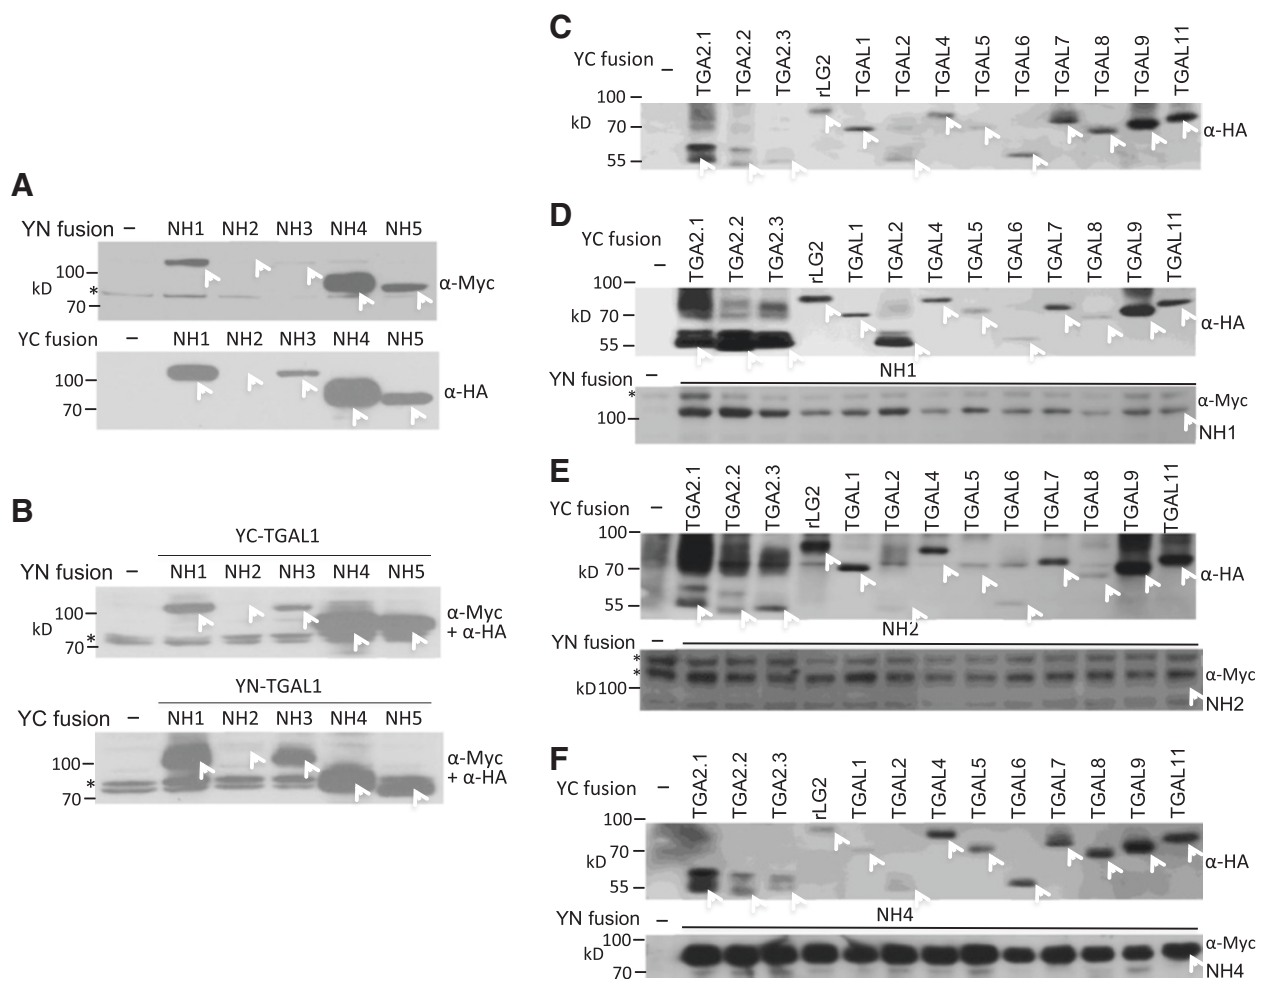 A
YN fusion – NH1 NH2 NH3 NH4 NH5
100
kD
*
70
α-Myc
YC fusion – NH1 NH2 NH3 NH4 NH5
100
70
α-HA
B
YC-TGAL1
YN fusion – NH1 NH2 NH3 NH4 NH5
100
kD
*
70
α-Myc
+ α-HA
YN-TGAL1
YC fusion – NH1 NH2 NH3 NH4 NH5
100
*
70
α-Myc
+ α-HA
C
YC fusion – TGA2.1 TGA2.2 TGA2.3 rLG2 TGAL1 TGAL2 TGAL4 TGAL5 TGAL6 TGAL7 TGAL8 TGAL9 TGAL11
100
kD
70
55
α-HA
D
YC fusion – TGA2.1 TGA2.2 TGA2.3 rLG2 TGAL1 TGAL2 TGAL4 TGAL5 TGAL6 TGAL7 TGAL8 TGAL9 TGAL11
100
kD 70
55
α-HA
YN fusion – NH1
*
100
α-Myc
NH1
E
YC fusion – TGA2.1 TGA2.2 TGA2.3 rLG2 TGAL1 TGAL2 TGAL4 TGAL5 TGAL6 TGAL7 TGAL8 TGAL9 TGAL11
100
kD 70
55
α-HA
YN fusion – NH2
*
*
kD 100
α-Myc
NH2
F
YC fusion – TGA2.1 TGA2.2 TGA2.3 rLG2 TGAL1 TGAL2 TGAL4 TGAL5 TGAL6 TGAL7 TGAL8 TGAL9 TGAL11
100
70
kD
55
α-HA
YN fusion – NH4
100
kD
70
α-Myc
NH4